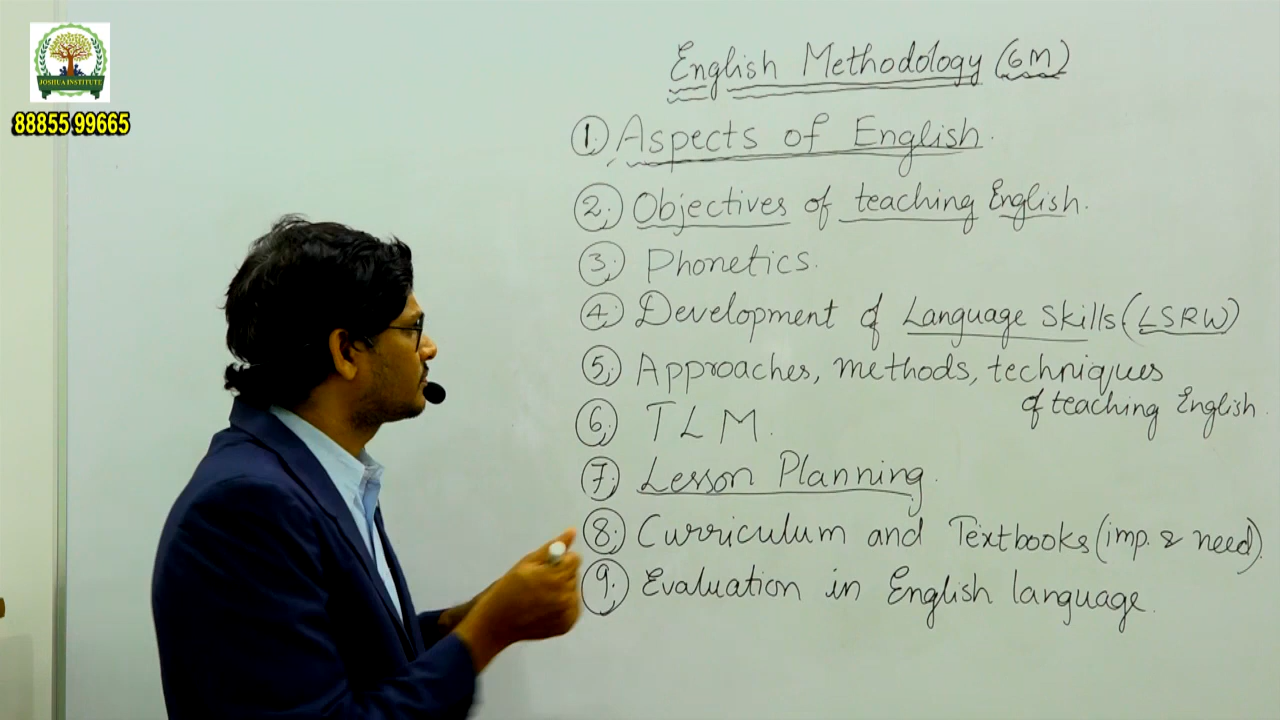 JOSHUA INSTITUTE
88855 99665
English Methodology (6M)
1. Aspects of English.
2. Objectives of teaching English.
3. Phonetics.
4. Development of Language Skills (LSRW)
5. Approaches, methods, techniques
of teaching English.
6. TLM.
7. Lesson Planning.
8. Curriculum and Textbooks (imp. & need).
9. Evaluation in English language.